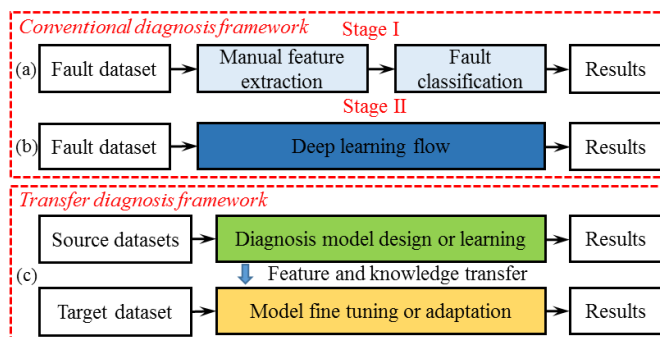 Conventional diagnosis framework
Stage I
(a) Fault dataset Manual feature extraction Fault classification Results
Stage II
(b) Fault dataset Deep learning flow Results
Transfer diagnosis framework
Source datasets Diagnosis model design or learning Results
(c) Feature and knowledge transfer
Target dataset Model fine tuning or adaptation Results